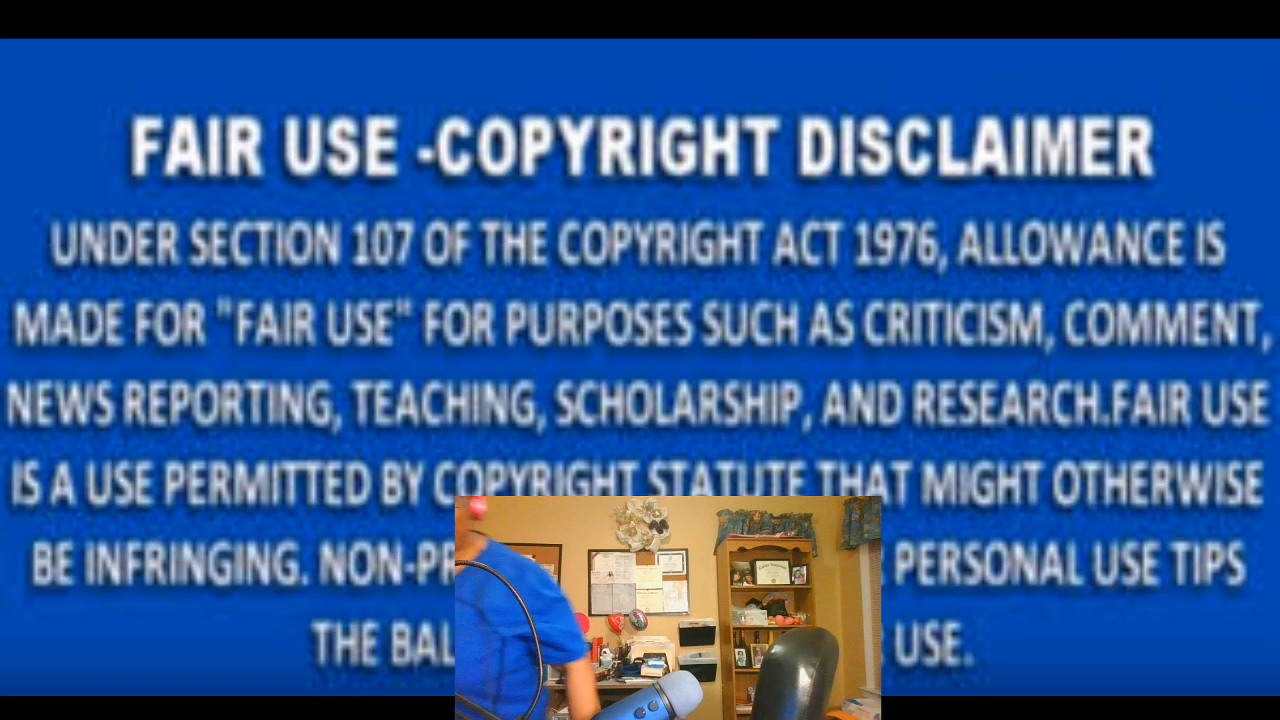 FAIR USE -COPYRIGHT DISCLAIMER
UNDER SECTION 107 OF THE COPYRIGHT ACT 1976, ALLOWANCE IS
MADE FOR "FAIR USE" FOR PURPOSES SUCH AS CRITICISM, COMMENT,
NEWS REPORTING, TEACHING, SCHOLARSHIP, AND RESEARCH.FAIR USE
IS A USE PERMITTED BY COPYRIGHT STATUTE THAT MIGHT OTHERWISE
BE INFRINGING. PERSONAL USE TIPS
THE USE.